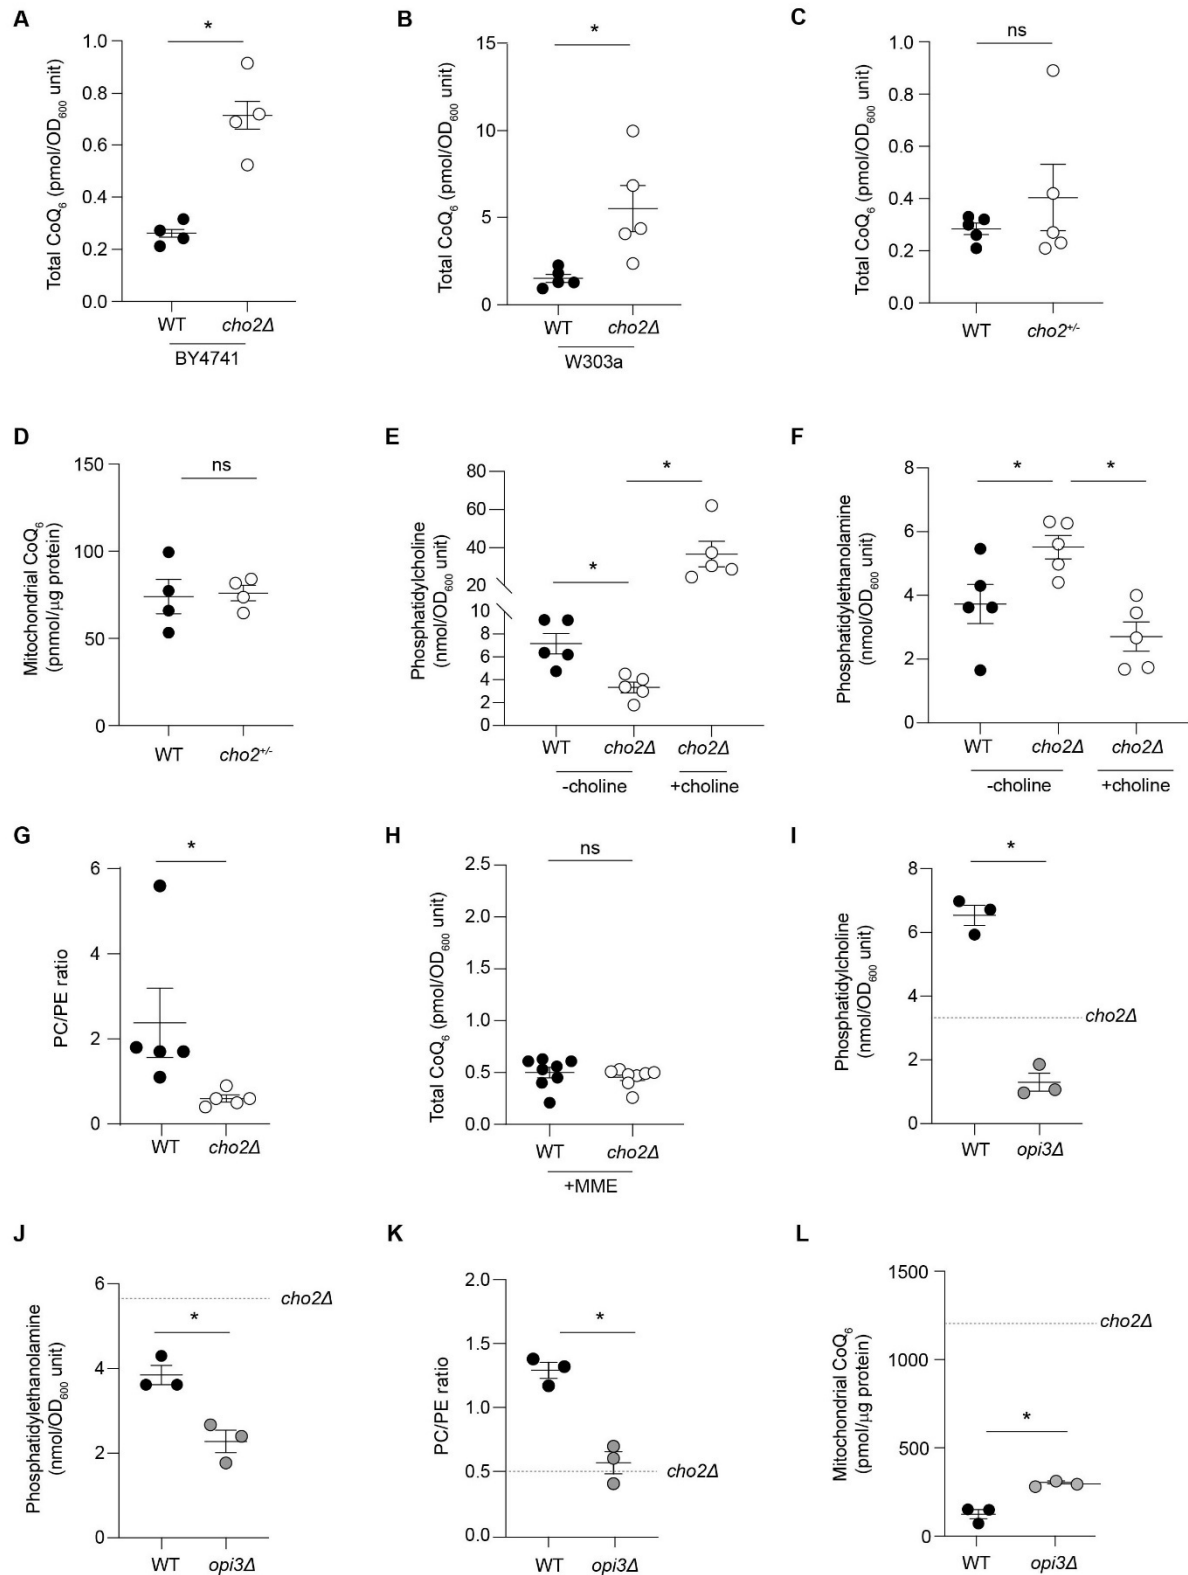 A
*
1.0
0.8
0.6
0.4
0.2
0.0
Total CoQ6 (pmol/OD600 unit)
WT
cho2Δ
BY4741
B
*
15
10
5
0
Total CoQ6 (pmol/OD600 unit)
WT
cho2Δ
W303a
C
ns
1.0
0.8
0.6
0.4
0.2
0.0
Total CoQ6 (pmol/OD600 unit)
WT
cho2+/-
D
ns
150
100
50
0
Mitochondrial CoQ6
(pnmol/μg protein)
WT
cho2+/-
E
*
*
80
60
40
20
10
8
6
4
2
0
Phosphatidylcholine
(nmol/OD600 unit)
WT
cho2Δ
cho2Δ
-choline
+choline
F
*
*
8
6
4
2
0
Phosphatidylethanolamine
(nmol/OD600 unit)
WT
cho2Δ
cho2Δ
-choline
+choline
G
*
6
4
2
0
PC/PE ratio
WT
cho2Δ
H
ns
2.5
2.0
1.5
1.0
0.5
0.0
Total CoQ6 (pmol/OD600 unit)
WT
cho2Δ
+MME
I
*
8
6
4
2
0
Phosphatidylcholine
(nmol/OD600 unit)
cho2Δ
WT
opi3Δ
J
6
4
2
0
Phosphatidylethanolamine
(nmol/OD600 unit)
cho2Δ
*
WT
opi3Δ
K
2.0
1.5
1.0
0.5
0.0
PC/PE ratio
*
cho2Δ
WT
opi3Δ
L
1500
1000
500
0
Mitochondrial CoQ6
(pmol/μg protein)
cho2Δ
*
WT
opi3Δ